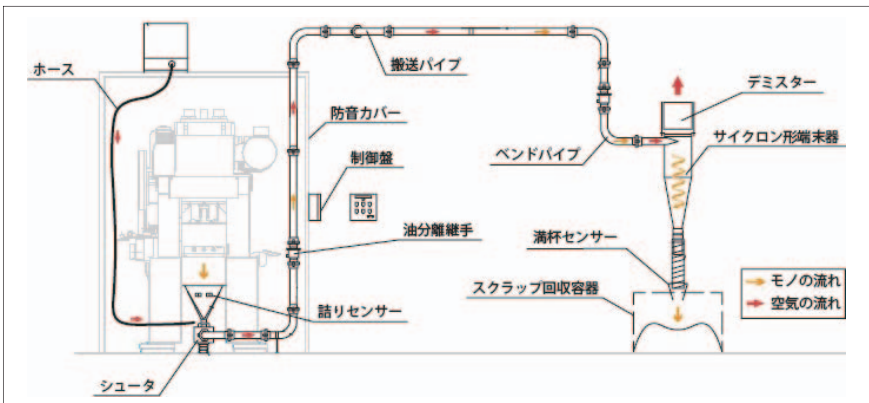 ホース
搬送パイプ
防音カバー
制御盤
油分離継手
詰りセンサー
シュータ
デミスター
サイクロン形端末器
ベンドパイプ
満杯センサー
スクラップ回収容器
モノの流れ
空気の流れ